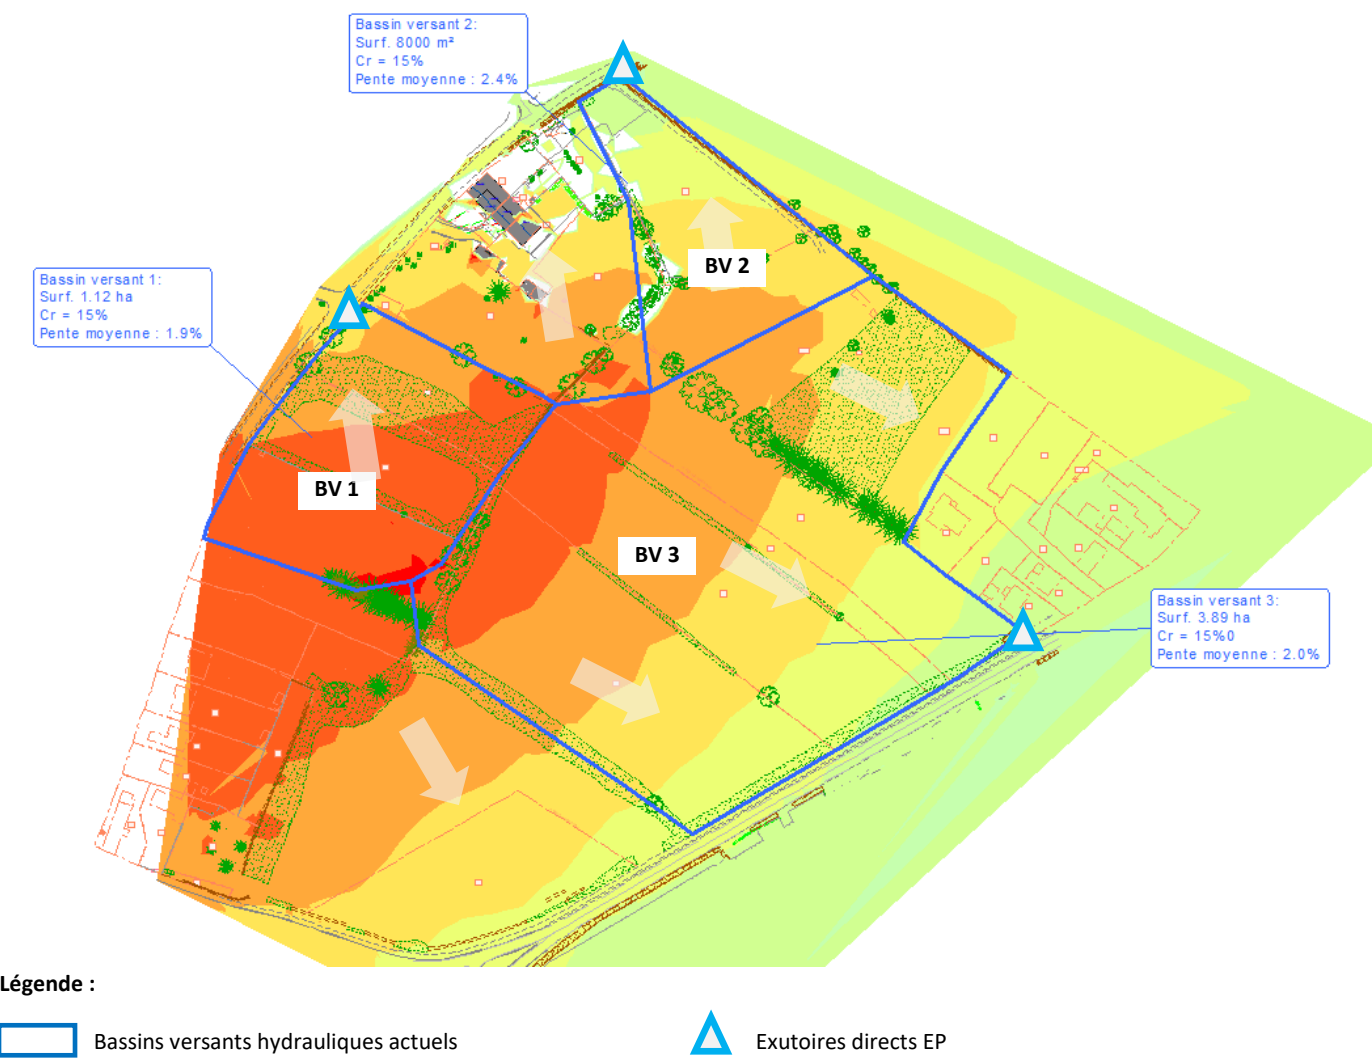 Bassin versant 2:
Surf. 8000 m²
Cr = 15%
Pente moyenne : 2.4%
BV 2
Bassin versant 1:
Surf. 1.12 ha
Cr = 15%
Pente moyenne : 1.9%
BV 1
BV 3
Bassin versant 3:
Surf. 3.89 ha
Cr = 15%0
Pente moyenne : 2.0%
Légende :
Bassins versants hydrauliques actuels
Exutoires directs EP